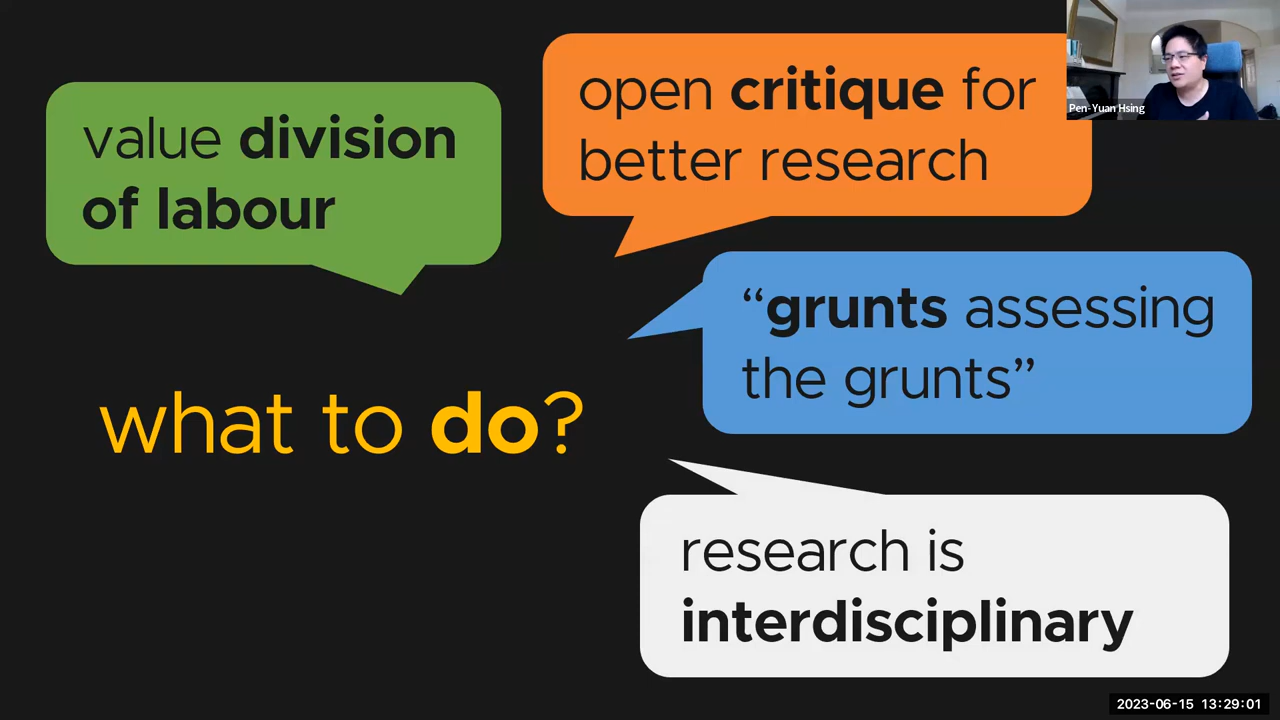 value division
of labour
open critique for
better research
Pen-Yuan Hsing
“grunts assessing
the grunts”
what to do?
research is
interdisciplinary
2023-06-15 13:29:01